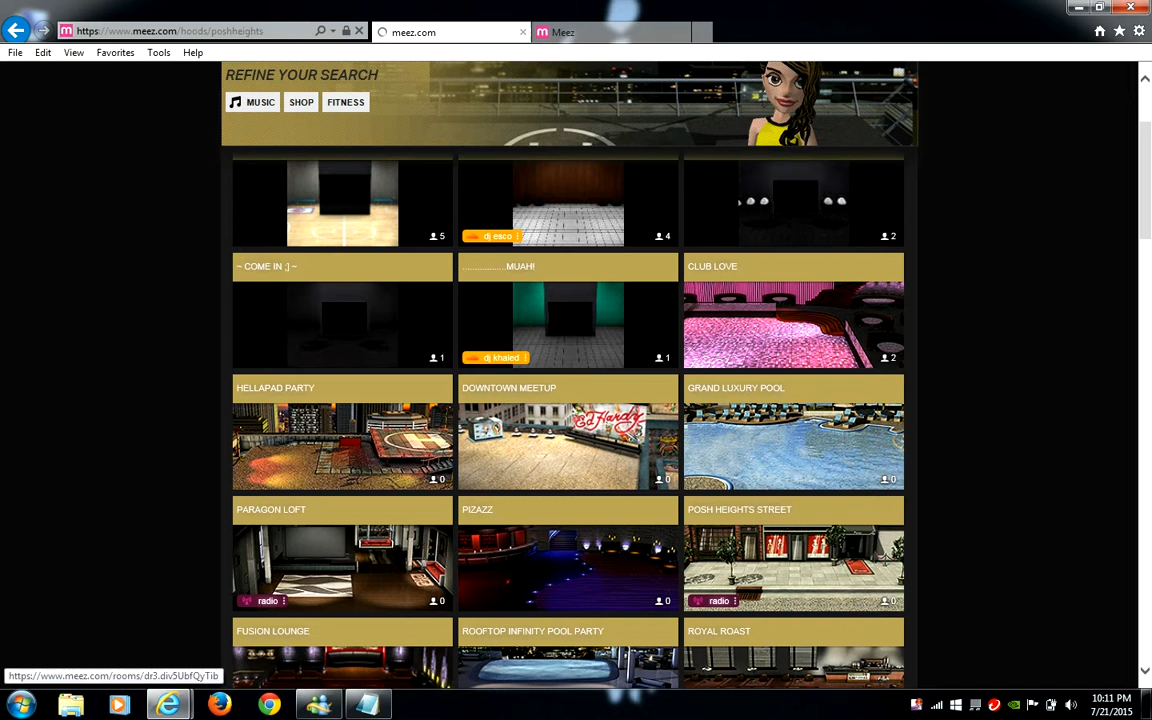 https://www.meez.com/hoods/poshheights
meez.com
Meez
File Edit View Favorites Tools Help
REFINE YOUR SEARCH
MUSIC SHOP FITNESS
5
dj esco 4
2
~ COME IN ;] ~
..................MUAH!
CLUB LOVE
1
dj khaled 1
2
HELLAPAD PARTY
DOWNTOWN MEETUP
GRAND LUXURY POOL
Ed Hardy
0
0
0
PARAGON LOFT
PIZAZZ
POSH HEIGHTS STREET
radio 0
0
radio 0
FUSION LOUNGE
ROOFTOP INFINITY POOL PARTY
ROYAL ROAST
https://www.meez.com/rooms/dr3.div5UbfQyTib
10:11 PM
7/21/2015